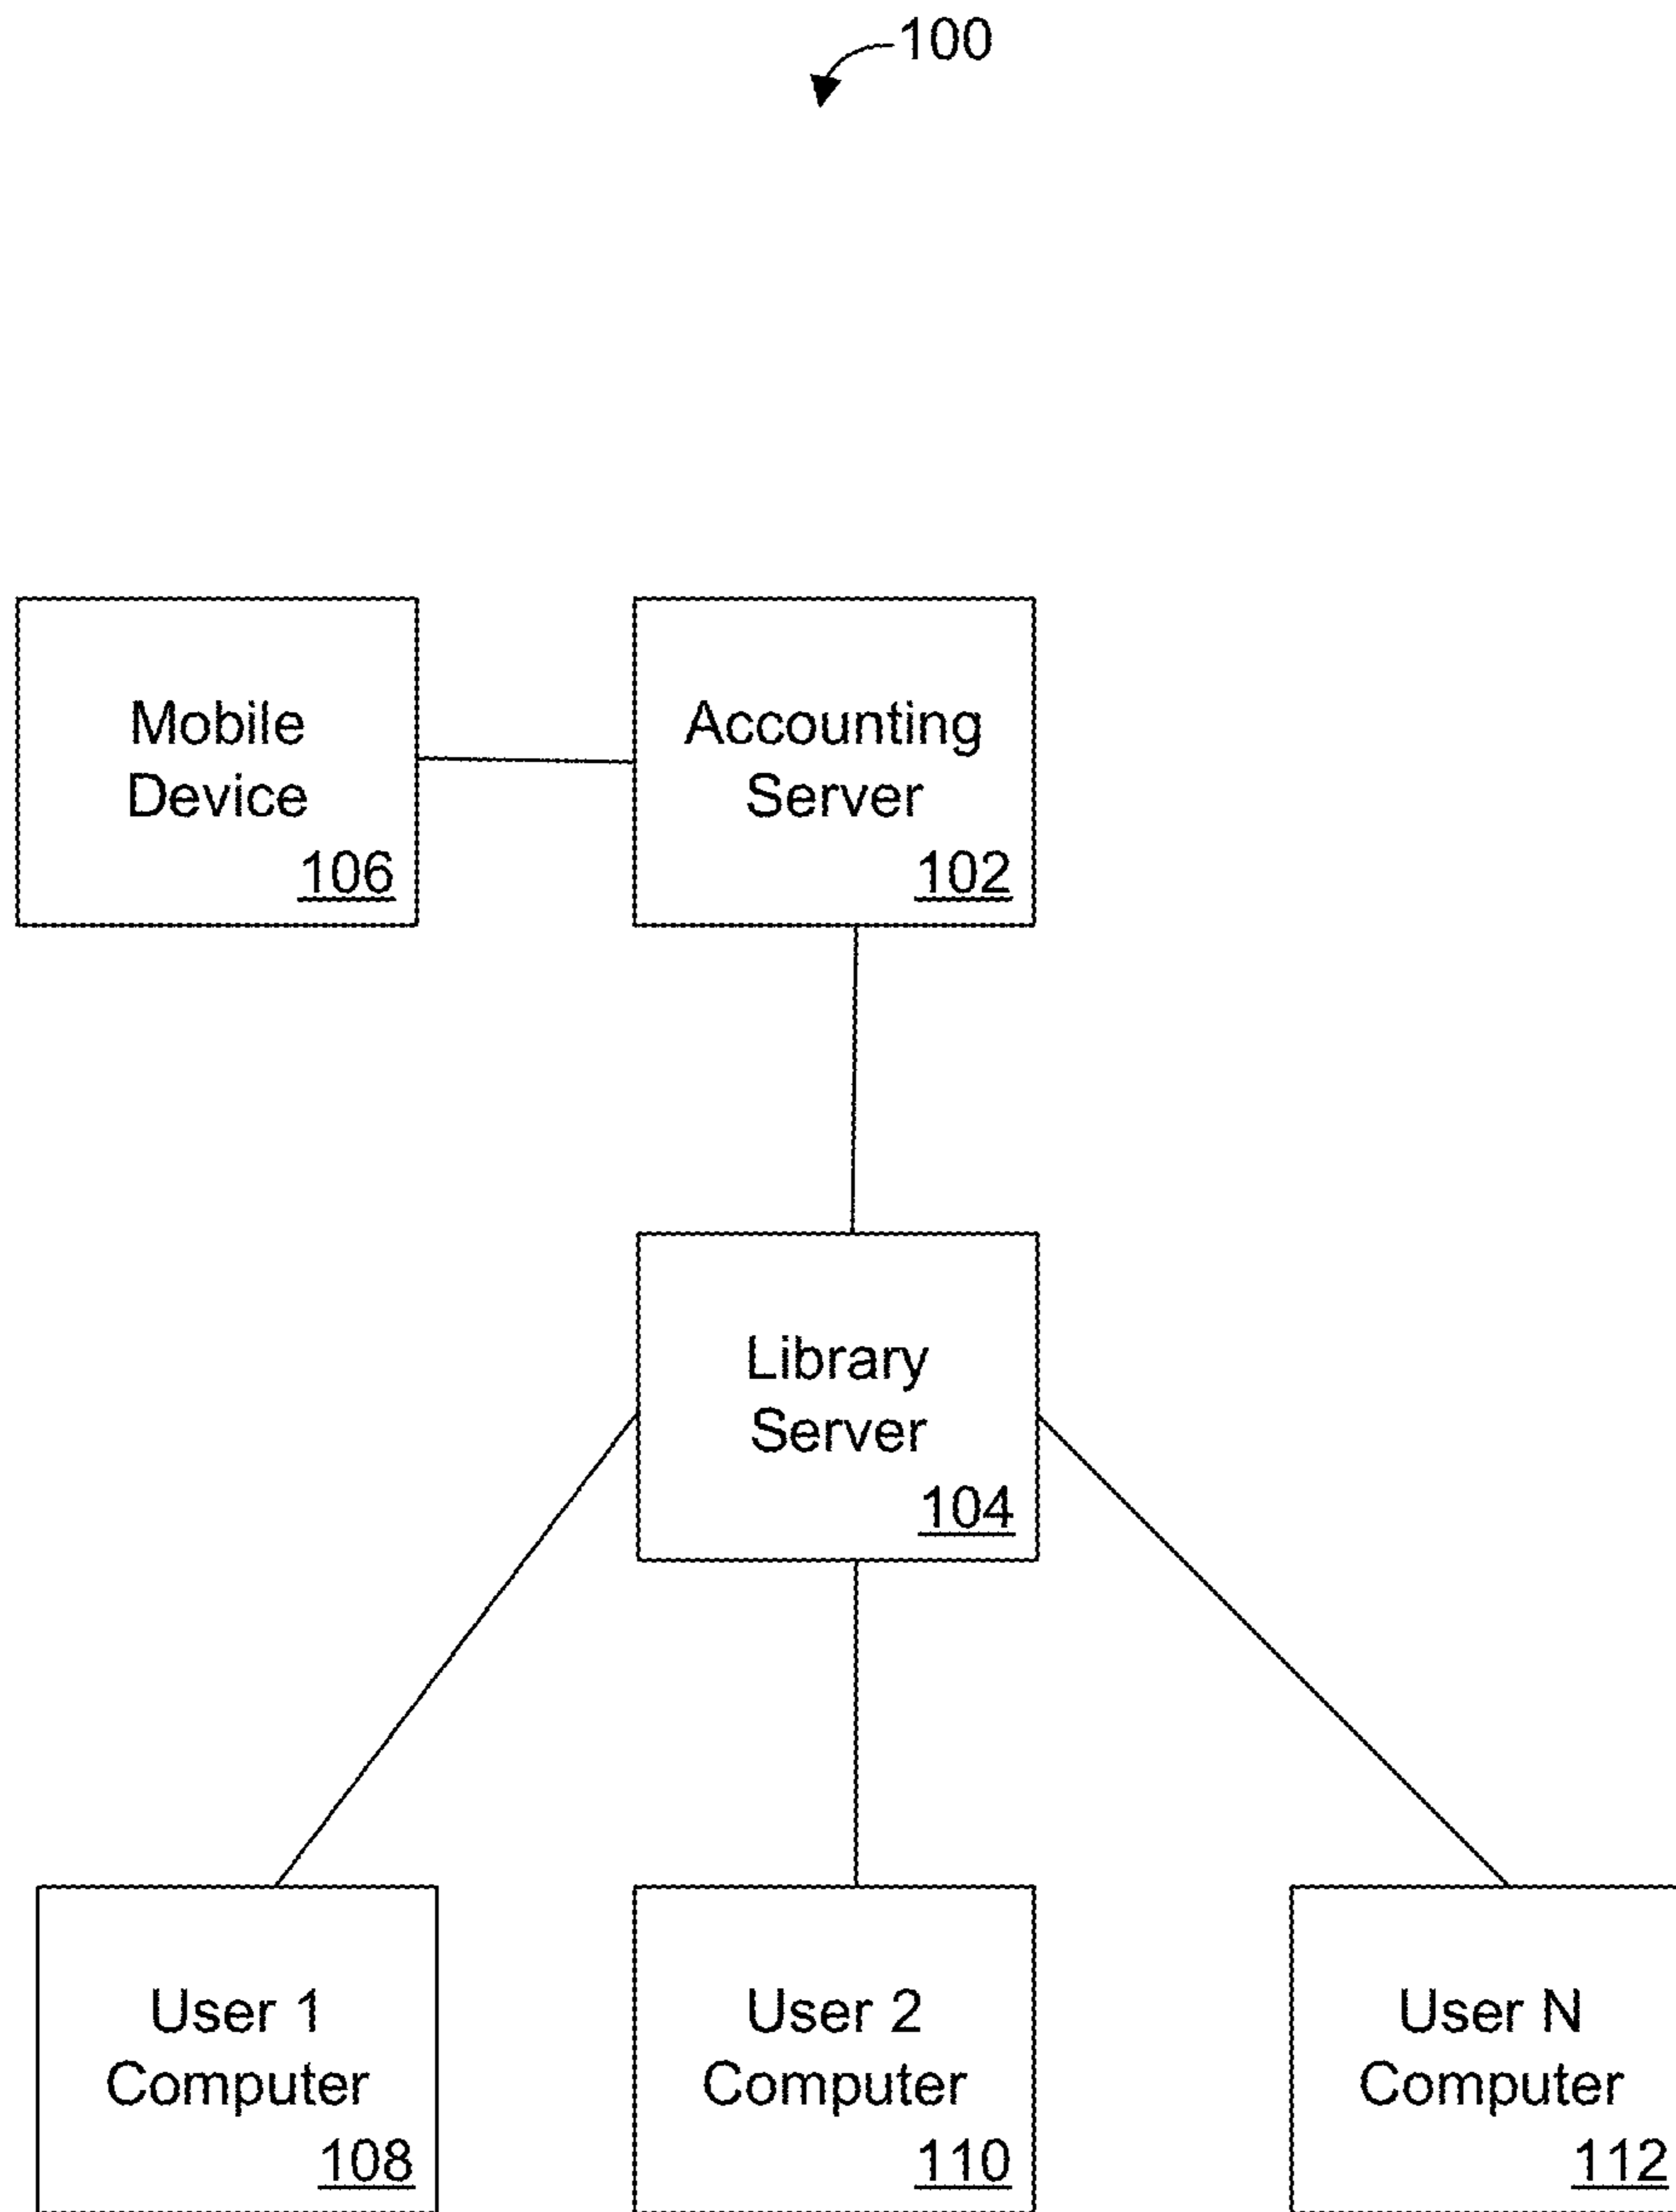 100
Mobile
Device
106
Accounting
Server
102
Library
Server
104
User 1
Computer
108
User 2
Computer
110
User N
Computer
112